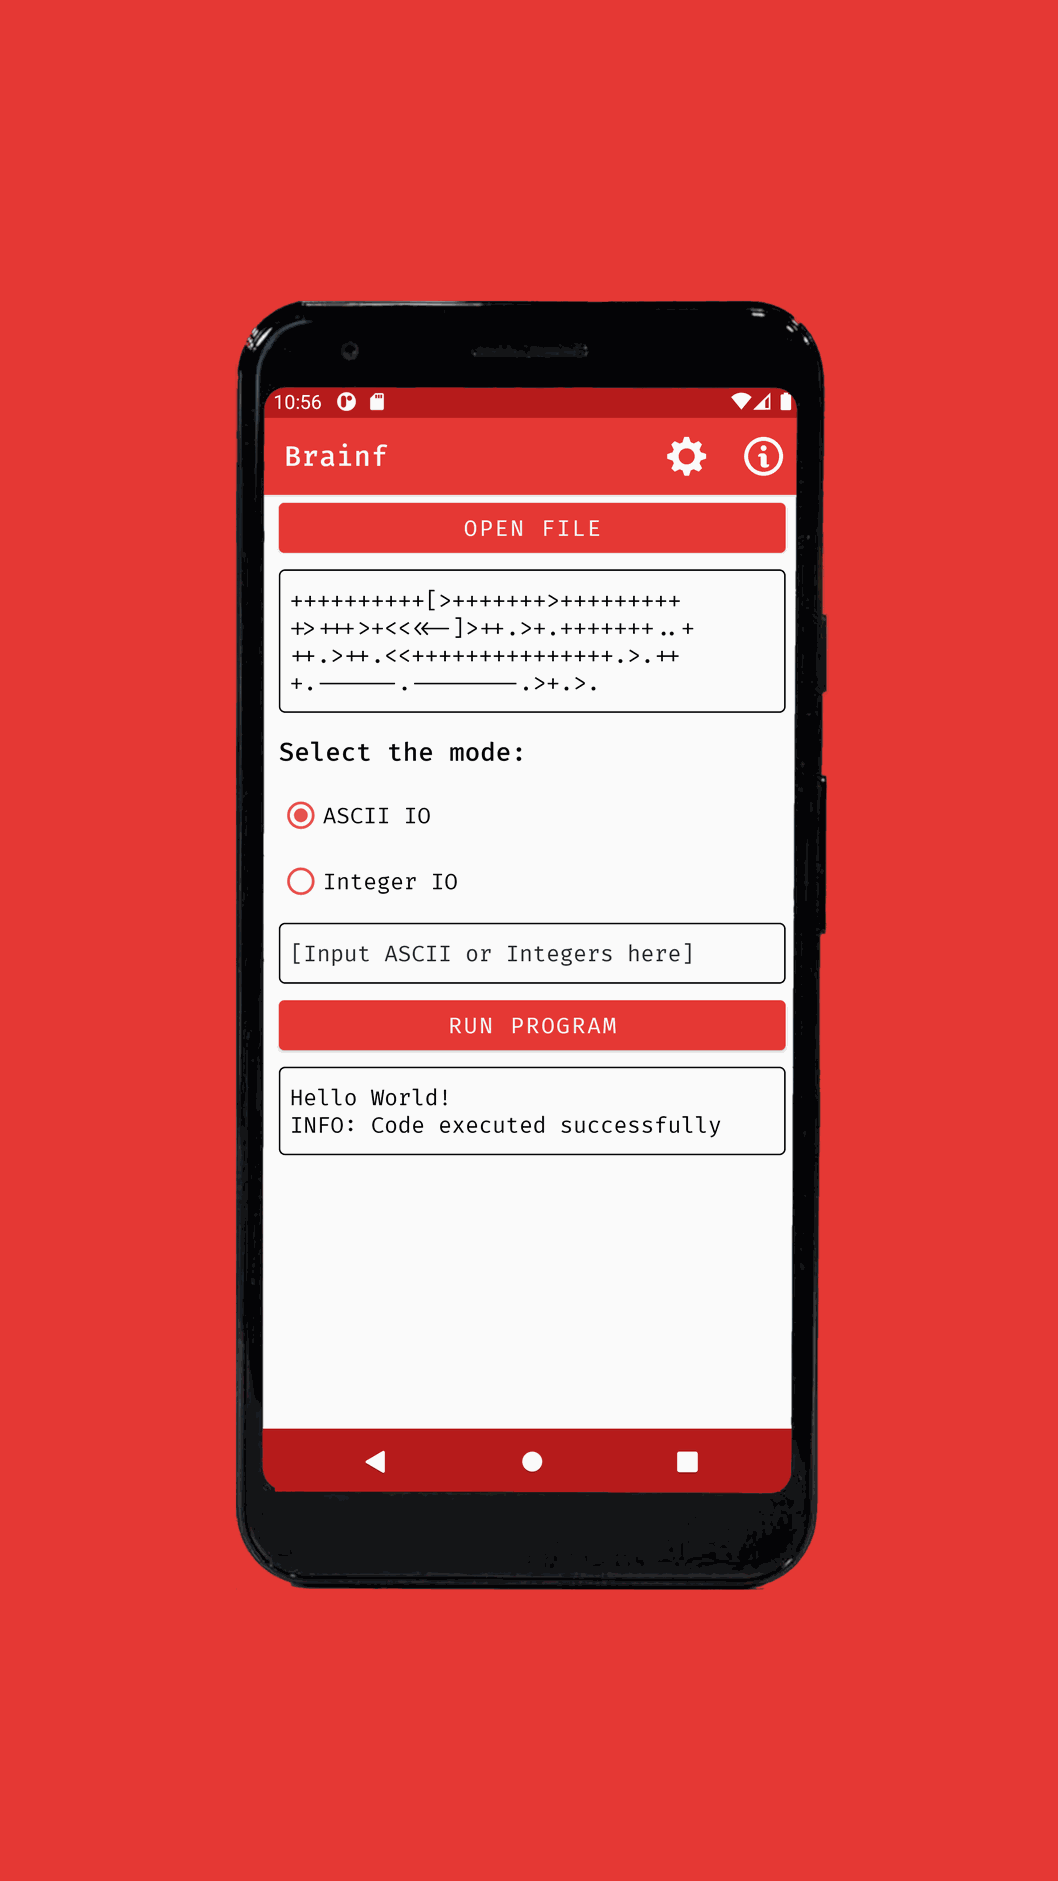 10:56
Brainf
OPEN FILE
++++++++++[>+++++++>+++++++++
+>+++>+<<<<-]>++.>+.+++++++..+
++.>++.<<+++++++++++++++.>.++
+.------.--------.>+.>.
Select the mode:
ASCII IO
Integer IO
[Input ASCII or Integers here]
RUN PROGRAM
Hello World!
INFO: Code executed successfully